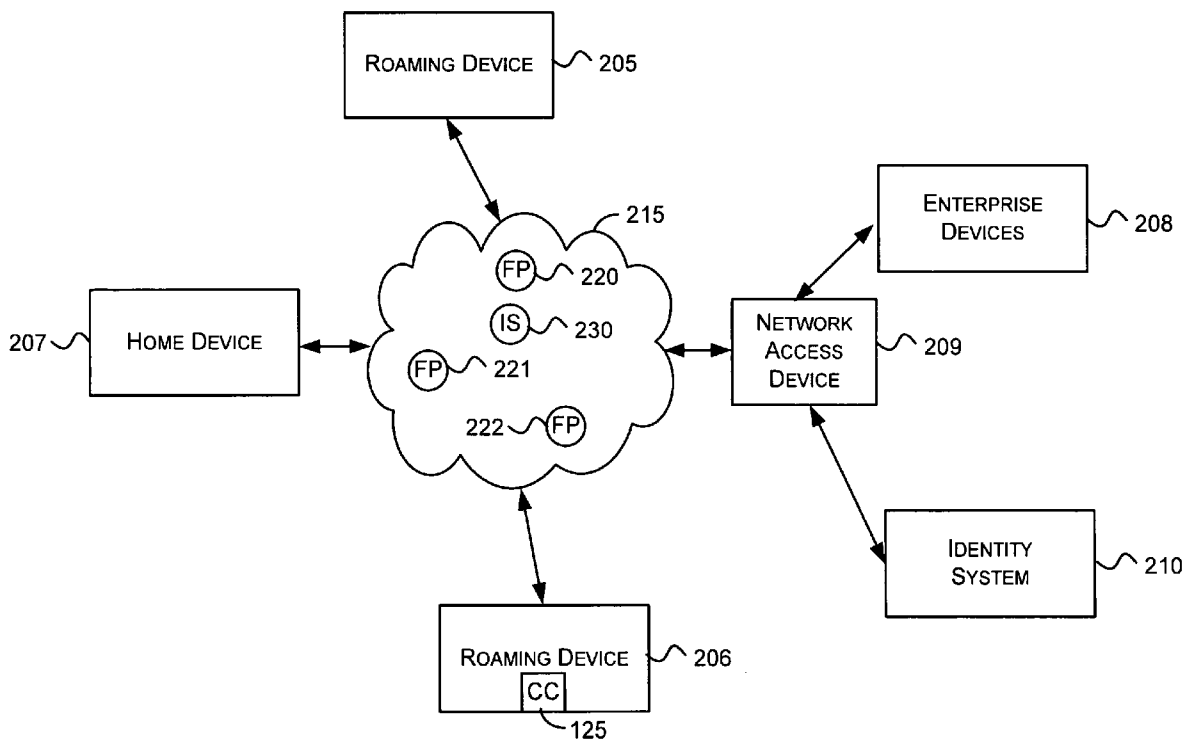 ROAMING DEVICE
205
215
ENTERPRISE
DEVICES
208
FP
220
IS
230
NETWORK
ACCESS
DEVICE
209
207
HOME DEVICE
FP
221
222
FP
IDENTITY
SYSTEM
210
ROAMING DEVICE
206
CC
125